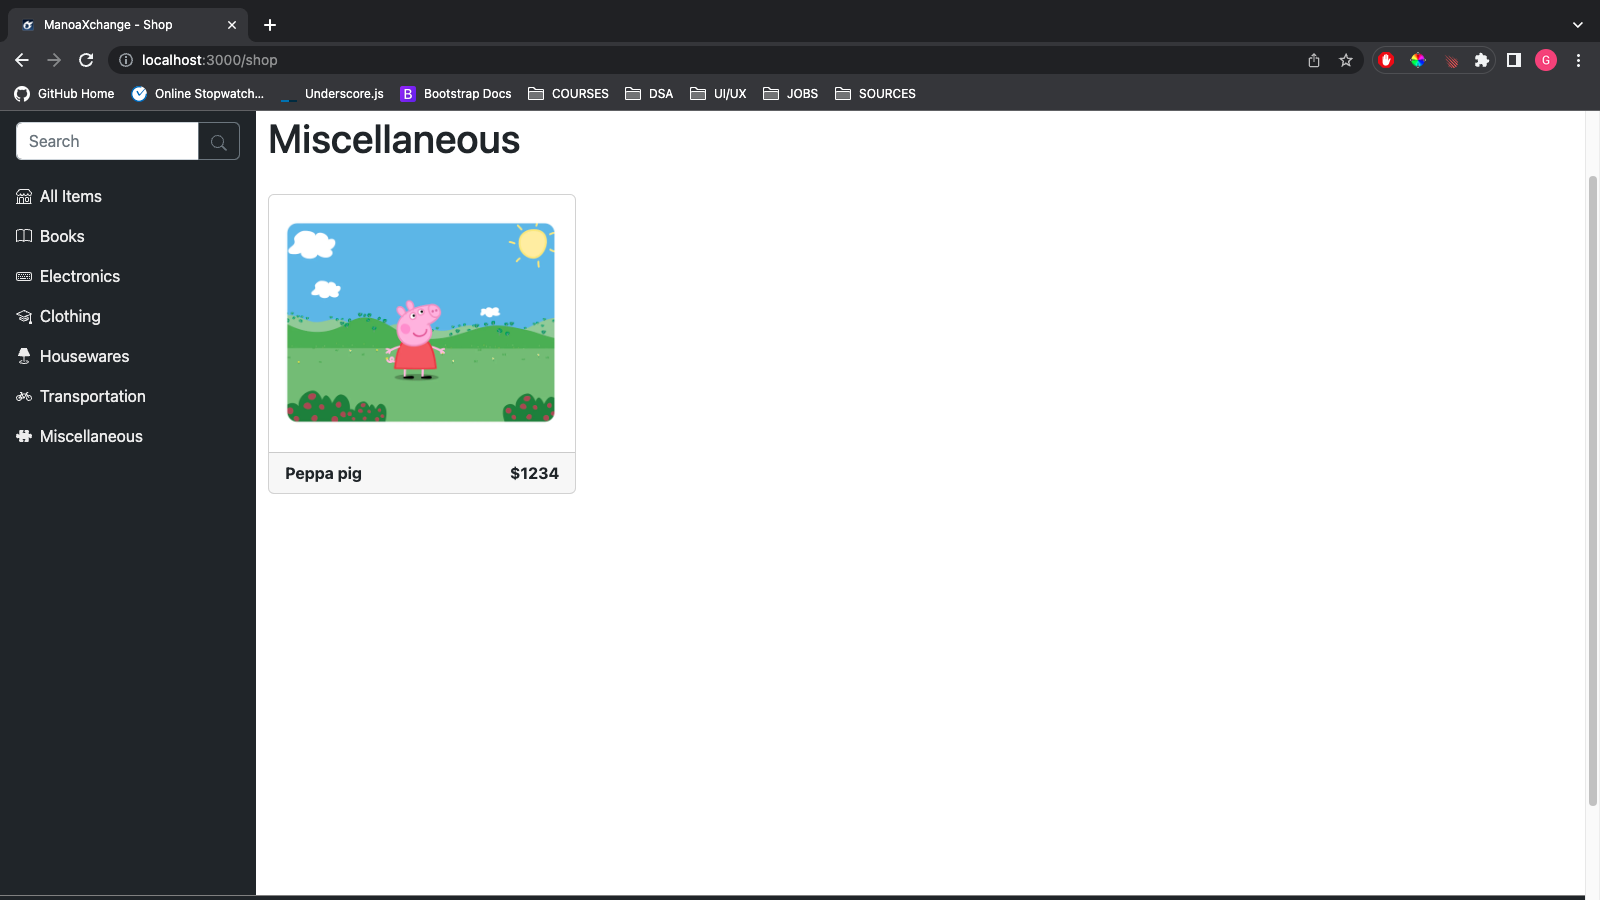 ManoaXchange - Shop
localhost:3000/shop
G
GitHub Home Online Stopwatch... Underscore.js B Bootstrap Docs COURSES DSA UI/UX JOBS SOURCES
Search
All Items
Books
Electronics
Clothing
Housewares
Transportation
Miscellaneous
Miscellaneous
Peppa pig $1234